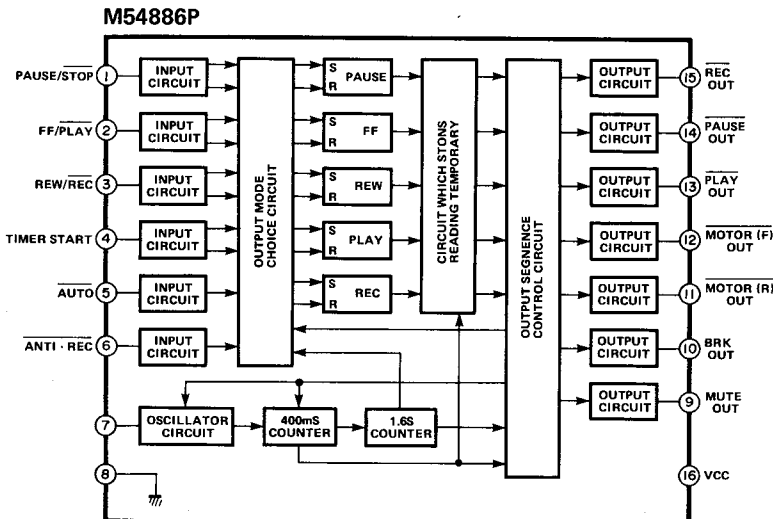 M54886P
PAUSE/STOP
1
INPUT
CIRCUIT
FF/PLAY
2
INPUT
CIRCUIT
REW/REC
3
INPUT
CIRCUIT
TIMER START
4
INPUT
CIRCUIT
AUTO
5
INPUT
CIRCUIT
ANTI · REC
6
INPUT
CIRCUIT
7
OSCILLATOR
CIRCUIT
400mS
COUNTER
1.6S
COUNTER
8
OUTPUT MODE
CHOICE CIRCUIT
S
R
PAUSE
S
R
FF
S
R
REW
S
R
PLAY
S
R
REC
CIRCUIT WHICH STONS
READING TEMPORARY
OUTPUT SEGNENCE
CONTROL CIRCUIT
OUTPUT
CIRCUIT
15
REC
OUT
OUTPUT
CIRCUIT
14
PAUSE
OUT
OUTPUT
CIRCUIT
13
PLAY
OUT
OUTPUT
CIRCUIT
12
MOTOR (F)
OUT
OUTPUT
CIRCUIT
11
MOTOR (R)
OUT
OUTPUT
CIRCUIT
10
BRK
OUT
OUTPUT
CIRCUIT
9
MUTE
OUT
16
VCC